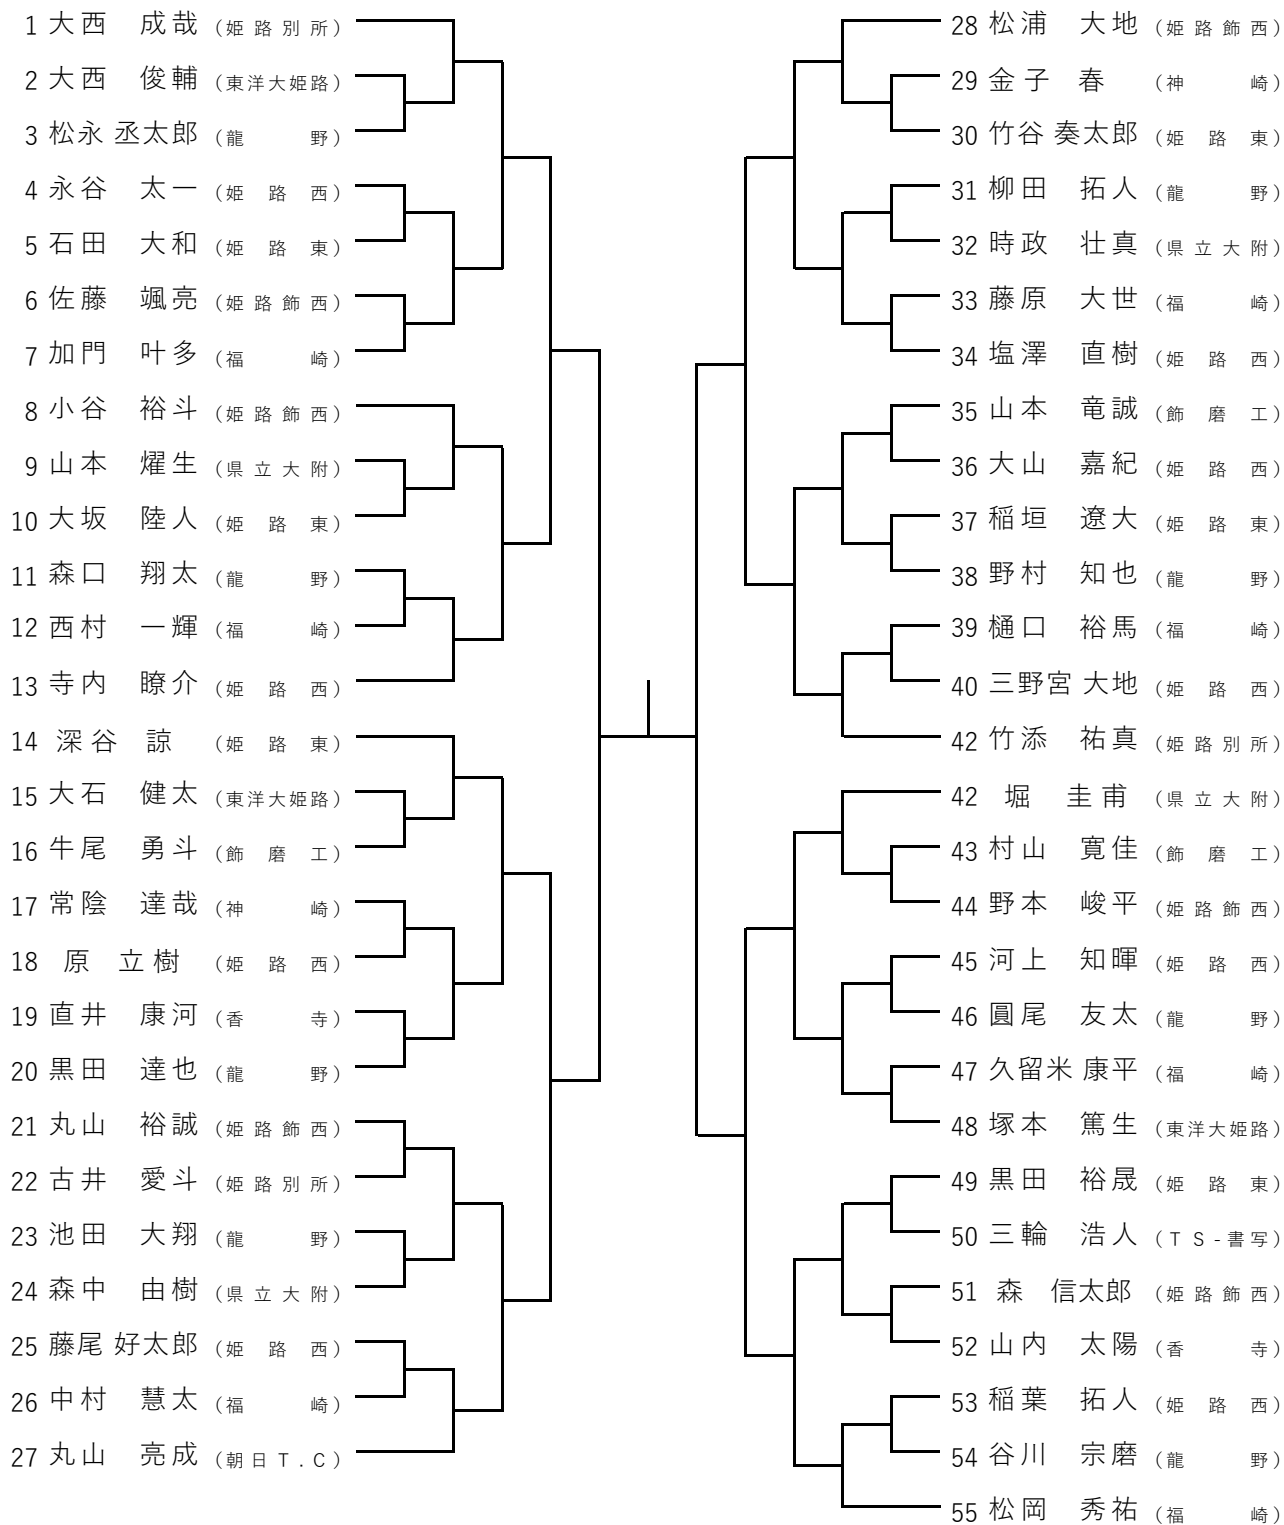 1 大西 成哉 (姫路別所)
2 大西 俊輔 (東洋大姫路)
3 松永 丞太郎 (龍野)
4 永谷 太一 (姫路西)
5 石田 大和 (姫路東)
6 佐藤 颯亮 (姫路飾西)
7 加門 叶多 (福崎)
8 小谷 裕斗 (姫路飾西)
9 山本 燿生 (県立大附)
10 大坂 陸人 (姫路東)
11 森口 翔太 (龍野)
12 西村 一輝 (福崎)
13 寺内 瞭介 (姫路西)
14 深谷 諒 (姫路東)
15 大石 健太 (東洋大姫路)
16 牛尾 勇斗 (飾磨工)
17 常陰 達哉 (神崎)
18 原 立樹 (姫路西)
19 直井 康河 (香寺)
20 黒田 達也 (龍野)
21 丸山 裕誠 (姫路飾西)
22 古井 愛斗 (姫路別所)
23 池田 大翔 (龍野)
24 森中 由樹 (県立大附)
25 藤尾 好太郎 (姫路西)
26 中村 慧太 (福崎)
27 丸山 亮成 (朝日T.C)
28 松浦 大地 (姫路飾西)
29 金子 春 (神崎)
30 竹谷 奏太郎 (姫路東)
31 柳田 拓人 (龍野)
32 時政 壮真 (県立大附)
33 藤原 大世 (福崎)
34 塩澤 直樹 (姫路西)
35 山本 竜誠 (飾磨工)
36 大山 嘉紀 (姫路西)
37 稲垣 遼大 (姫路東)
38 野村 知也 (龍野)
39 樋口 裕馬 (福崎)
40 三野宮 大地 (姫路西)
42 竹添 祐真 (姫路別所)
42 堀 圭甫 (県立大附)
43 村山 寛佳 (飾磨工)
44 野本 峻平 (姫路飾西)
45 河上 知暉 (姫路西)
46 圓尾 友太 (龍野)
47 久留米 康平 (福崎)
48 塚本 篤生 (東洋大姫路)
49 黒田 裕晟 (姫路東)
50 三輪 浩人 (TS-書写)
51 森 信太郎 (姫路飾西)
52 山内 太陽 (香寺)
53 稲葉 拓人 (姫路西)
54 谷川 宗磨 (龍野)
55 松岡 秀祐 (福崎)